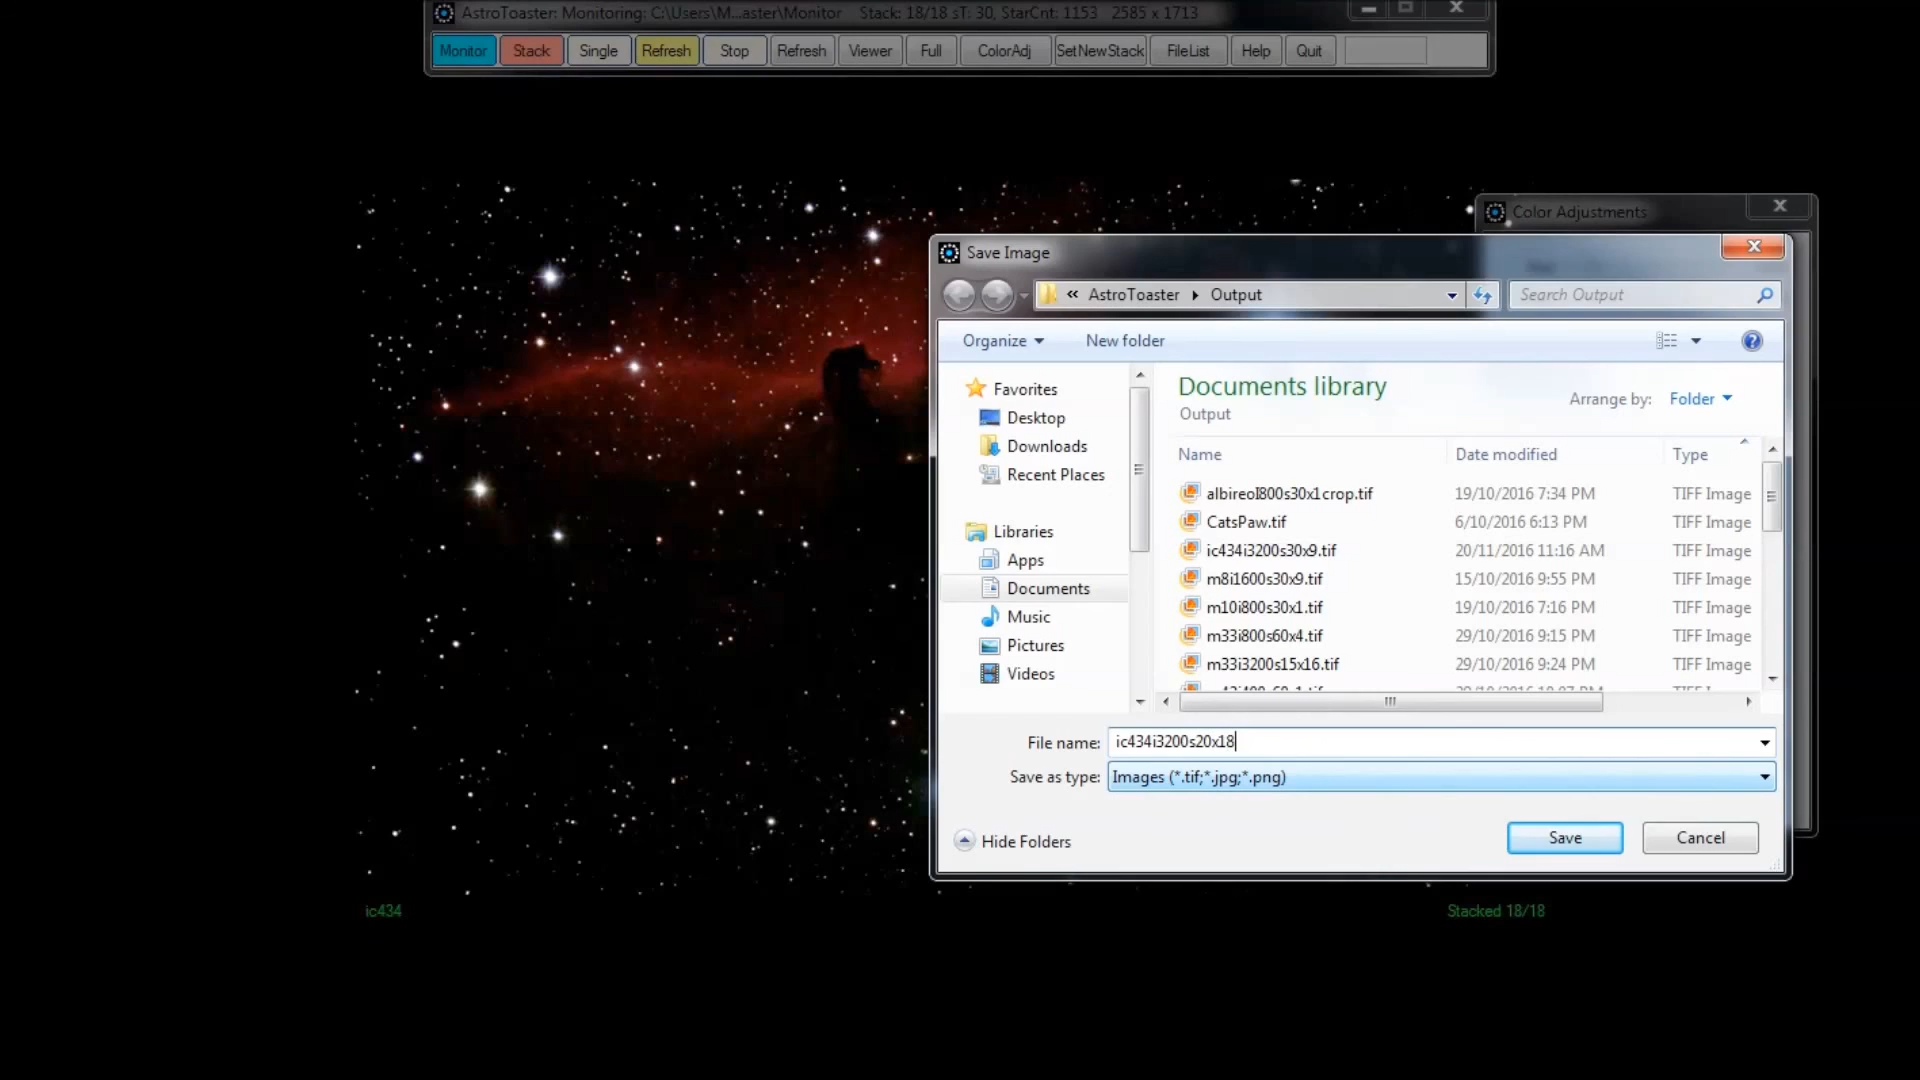 AstroToaster: Monitoring: C:\Users\M...aster\Monitor Stack: 18/18 sT: 30, StarCnt: 1153 2585 x 1713
Monitor Stack Single Refresh Stop Refresh Viewer Full ColorAdj SetNewStack FileList Help Quit
Color Adjustments
Save Image
« AstroToaster Output Search Output
Organize New folder
Favorites
Desktop
Downloads
Recent Places
Libraries
Apps
Documents
Music
Pictures
Videos
Documents library
Output
Arrange by: Folder
Name Date modified Type
albireoI800s30x1crop.tif 19/10/2016 7:34 PM TIFF Image
CatsPaw.tif 6/10/2016 6:13 PM TIFF Image
ic434i3200s30x9.tif 20/11/2016 11:16 AM TIFF Image
m8i1600s30x9.tif 15/10/2016 9:55 PM TIFF Image
m10i800s30x1.tif 19/10/2016 7:16 PM TIFF Image
m33i800s60x4.tif 29/10/2016 9:15 PM TIFF Image
m33i3200s15x16.tif 29/10/2016 9:24 PM TIFF Image
File name: ic434i3200s20x18
Save as type: Images (*.tif;*.jpg;*.png)
Hide Folders Save Cancel
ic434 Stacked 18/18